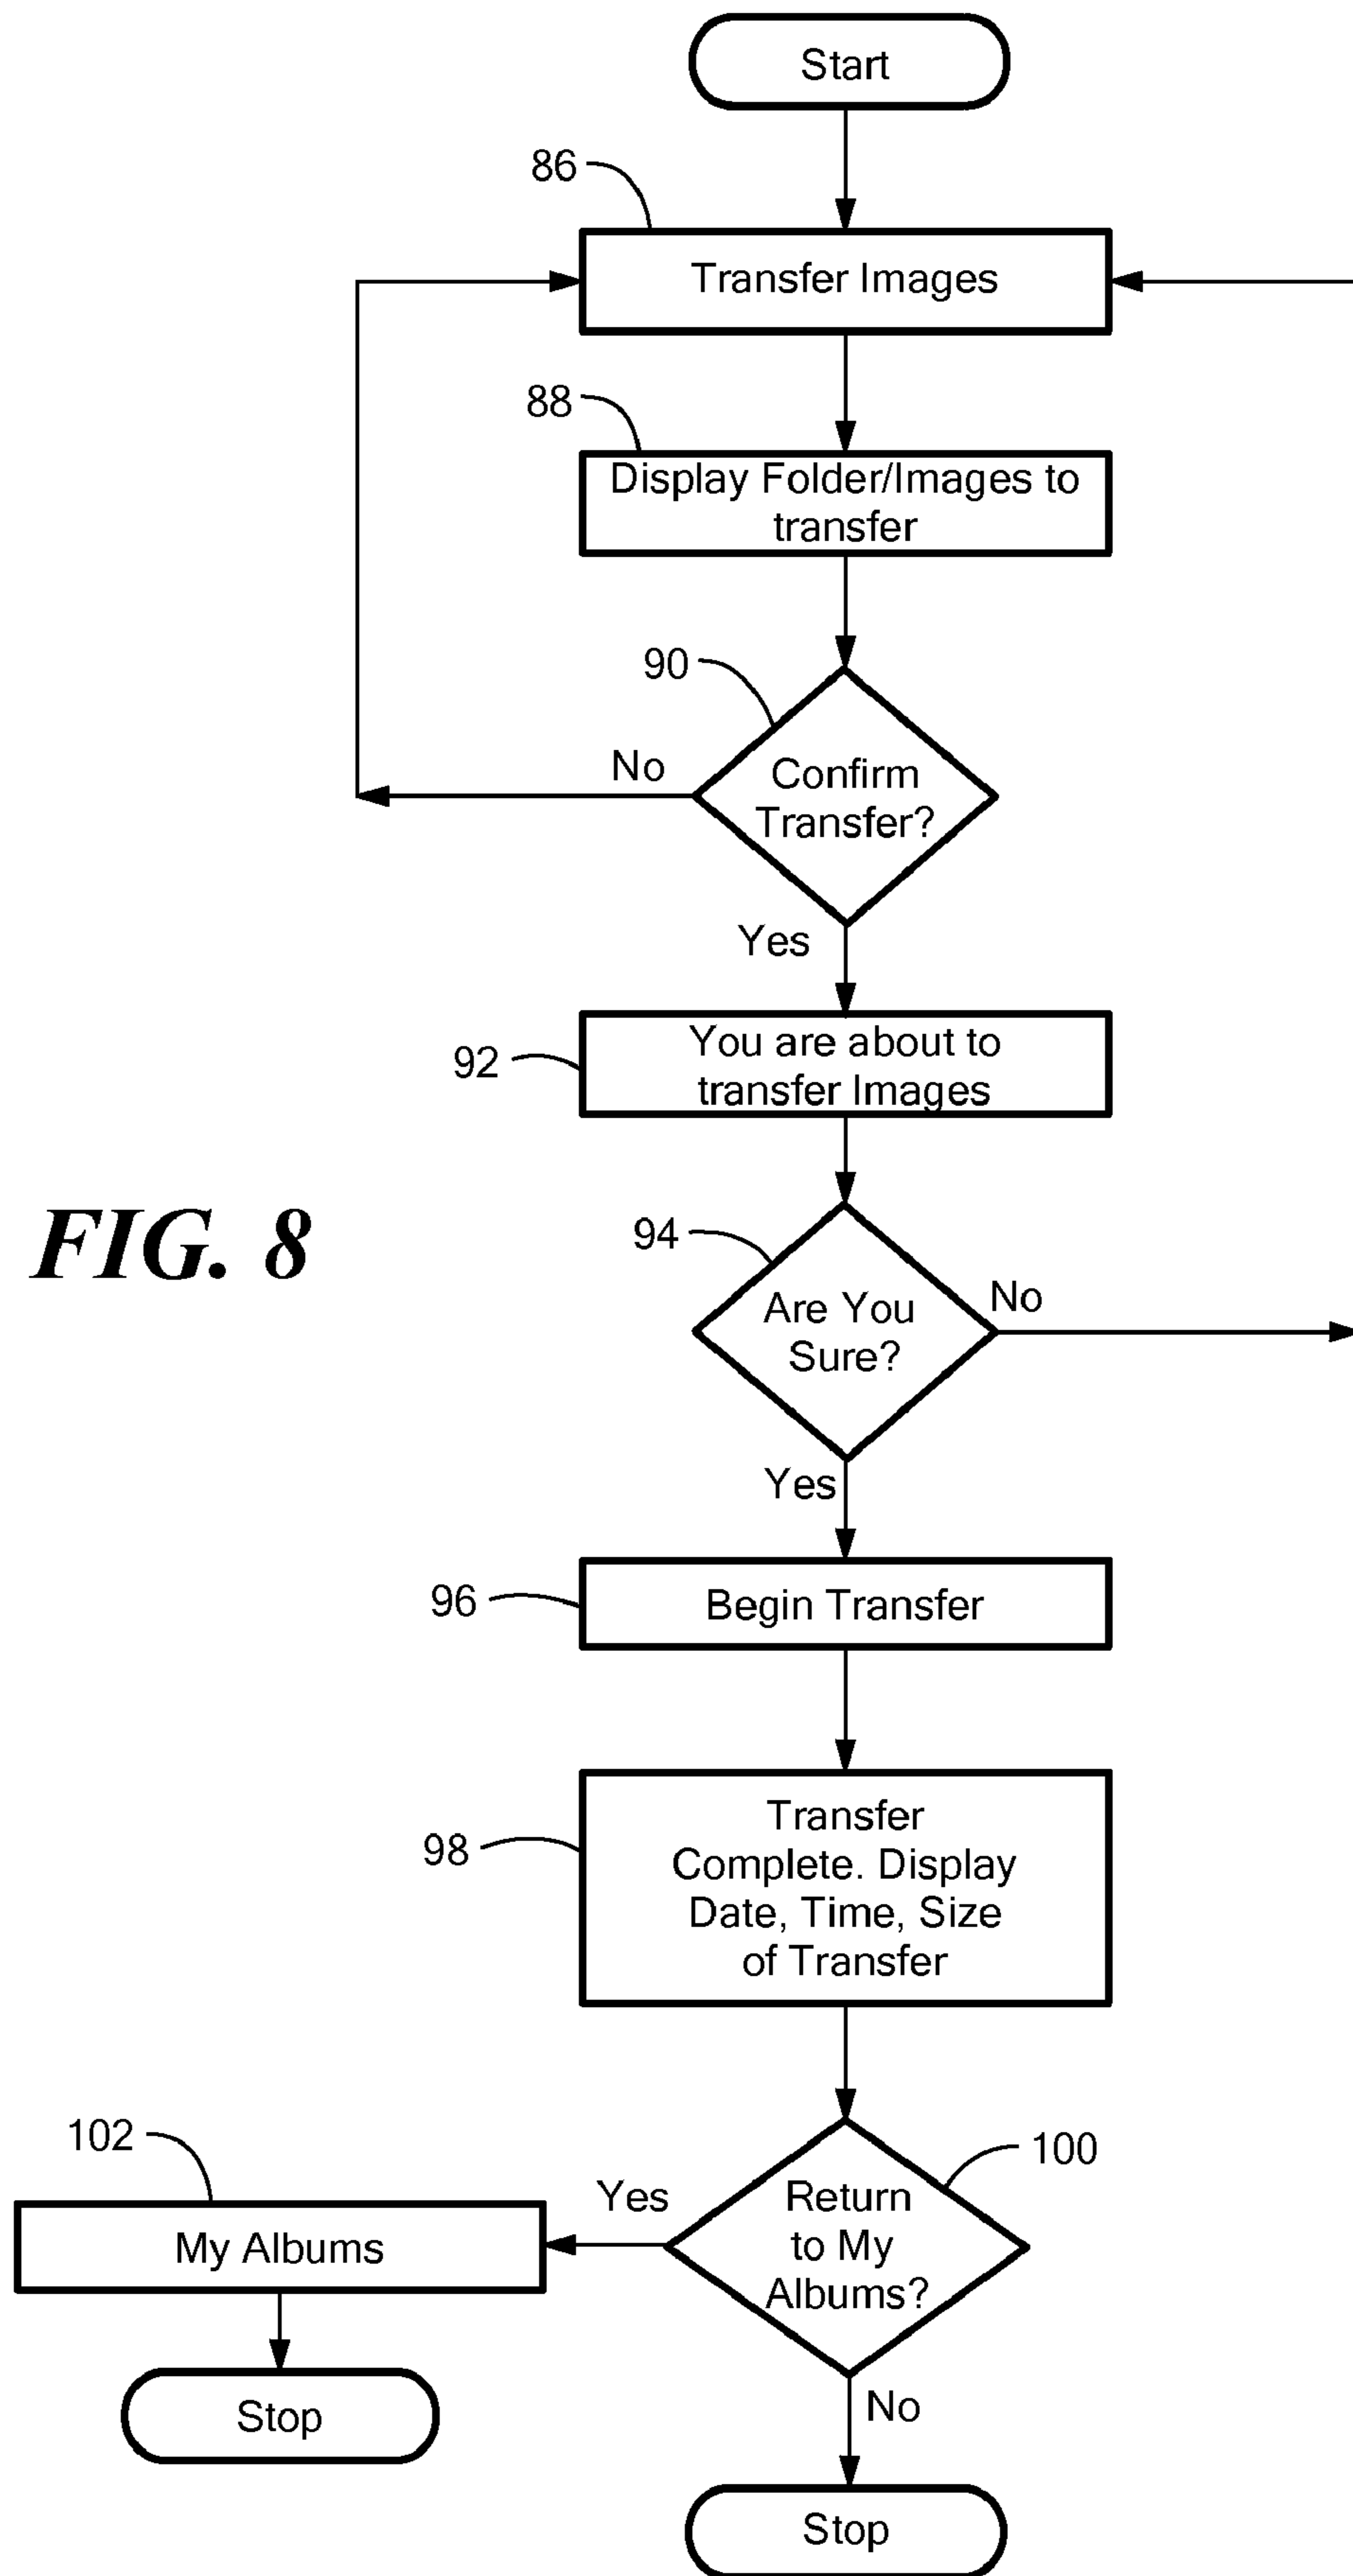 Start
86
Transfer Images
88
Display Folder/Images to
transfer
90
No
Confirm
Transfer?
Yes
92
You are about to
transfer Images
FIG. 8
94
Are You
Sure?
No
Yes
96
Begin Transfer
98
Transfer
Complete. Display
Date, Time, Size
of Transfer
102
100
Yes
Return
to My
Albums?
My Albums
Stop
No
Stop